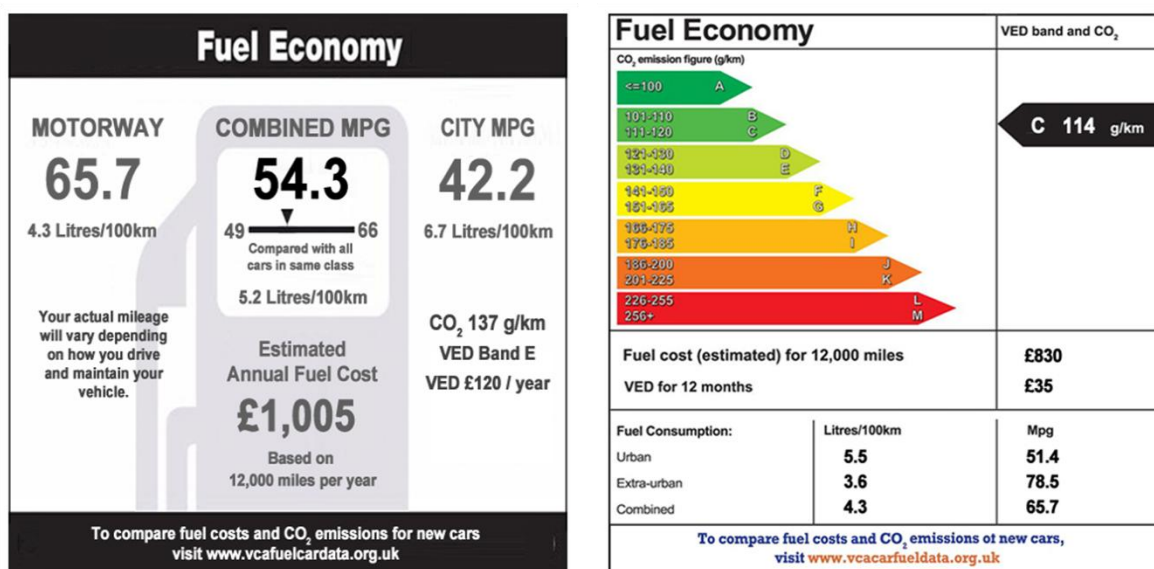 Fuel Economy
MOTORWAY
65.7
4.3 Litres/100km
Your actual mileage
will vary depending
on how you drive
and maintain your
vehicle.
COMBINED MPG
54.3
49 66
Compared with all
cars in same class
5.2 Litres/100km
Estimated
Annual Fuel Cost
£1,005
Based on
12,000 miles per year
CITY MPG
42.2
6.7 Litres/100km
CO₂ 137 g/km
VED Band E
VED £120 / year
To compare fuel costs and CO₂ emissions for new cars
visit www.vcafuelcardata.org.uk
Fuel Economy
VED band and CO₂
CO₂ emission figure (g/km)
<=100 A
101-110 B
111-120 C
121-130 D
131-140 E
141-150 F
151-165 G
166-175 H
176-185 I
186-200 J
201-225 K
226-255 L
256+ M
C 114 g/km
Fuel cost (estimated) for 12,000 miles £830
VED for 12 months £35
Fuel Consumption: Litres/100km Mpg
Urban 5.5 51.4
Extra-urban 3.6 78.5
Combined 4.3 65.7
To compare fuel costs and CO₂ emissions of new cars,
visit www.vcacarfueldata.org.uk